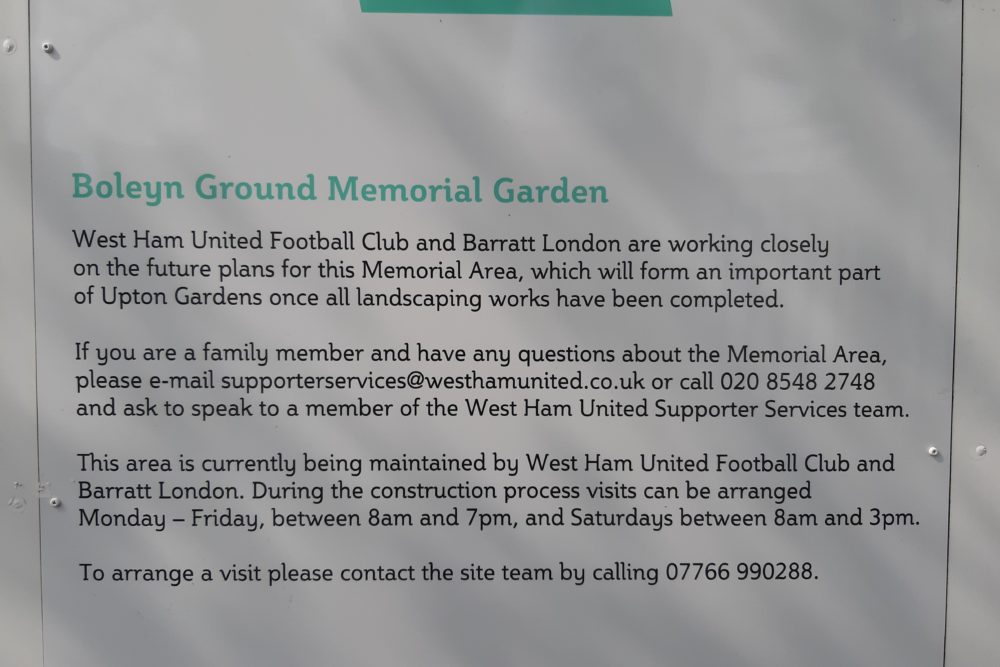 Boleyn Ground Memorial Garden
West Ham United Football Club and Barratt London are working closely
on the future plans for this Memorial Area, which will form an important part
of Upton Gardens once all landscaping works have been completed.
If you are a family member and have any questions about the Memorial Area,
please e-mail supporterservices@westhamunited.co.uk or call 020 8548 2748
and ask to speak to a member of the West Ham United Supporter Services team.
This area is currently being maintained by West Ham United Football Club and
Barratt London. During the construction process visits can be arranged
Monday – Friday, between 8am and 7pm, and Saturdays between 8am and 3pm.
To arrange a visit please contact the site team by calling 07766 990288.